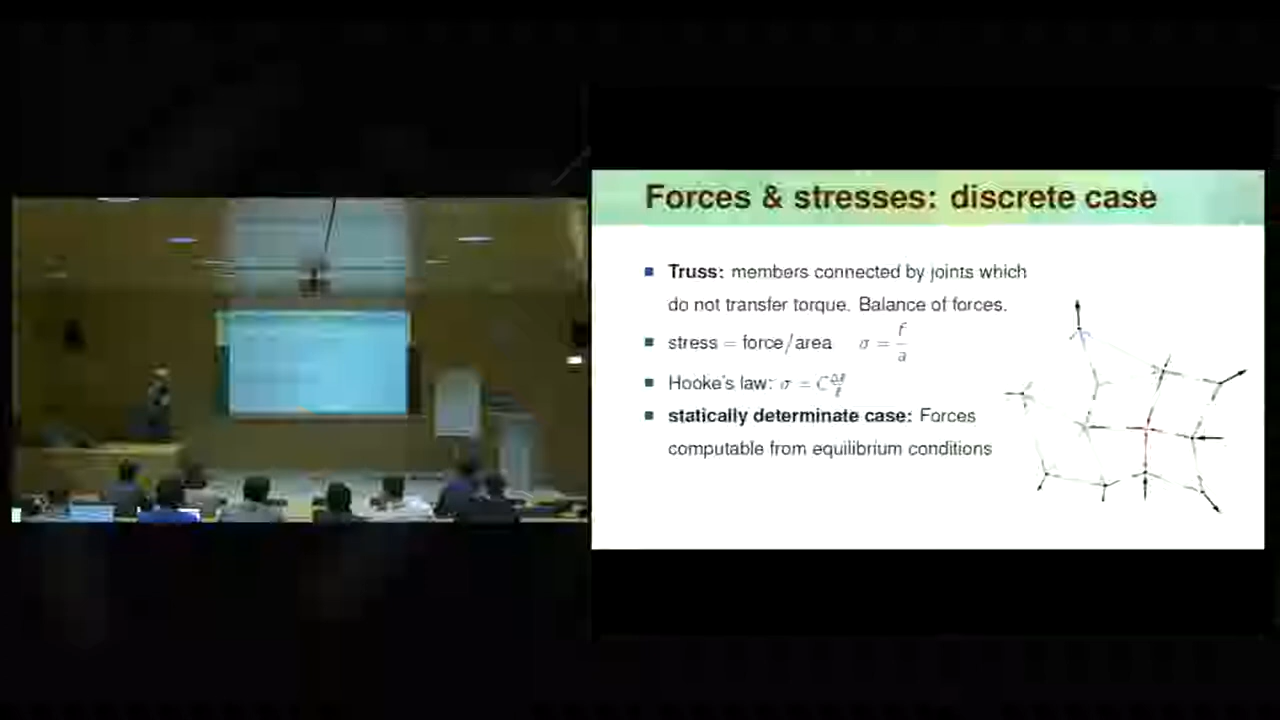 Forces & stresses: discrete case
Truss: members connected by joints which
do not transfer torque. Balance of forces.
stress = force/area σ = f/a
Hooke's law: σ = C Δℓ/ℓ
statically determinate case: Forces
computable from equilibrium conditions